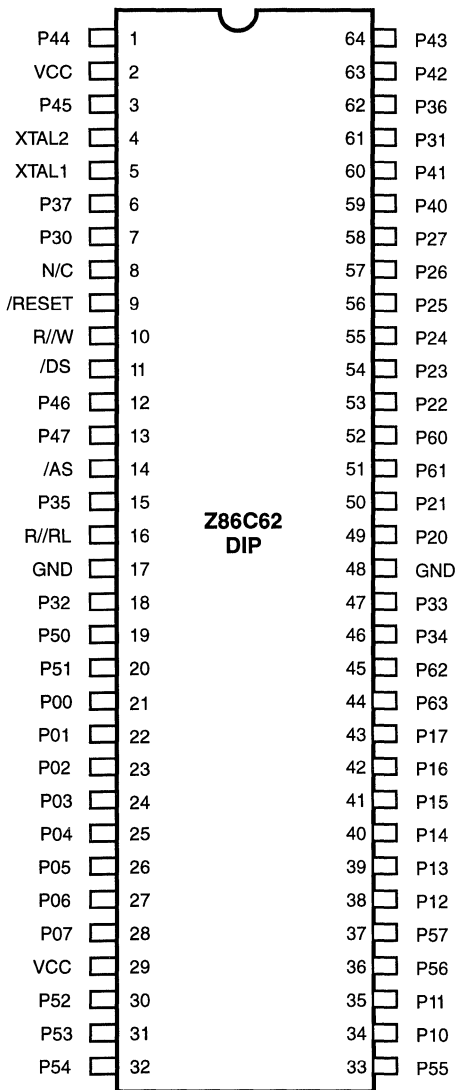 P44 1 64 P43
VCC 2 63 P42
P45 3 62 P36
XTAL2 4 61 P31
XTAL1 5 60 P41
P37 6 59 P40
P30 7 58 P27
N/C 8 57 P26
/RESET 9 56 P25
R//W 10 55 P24
/DS 11 54 P23
P46 12 53 P22
P47 13 52 P60
/AS 14 51 P61
P35 15 50 P21
R//RL 16 49 P20
Z86C62
DIP
GND 17 48 GND
P32 18 47 P33
P50 19 46 P34
P51 20 45 P62
P00 21 44 P63
P01 22 43 P17
P02 23 42 P16
P03 24 41 P15
P04 25 40 P14
P05 26 39 P13
P06 27 38 P12
P07 28 37 P57
VCC 29 36 P56
P52 30 35 P11
P53 31 34 P10
P54 32 33 P55